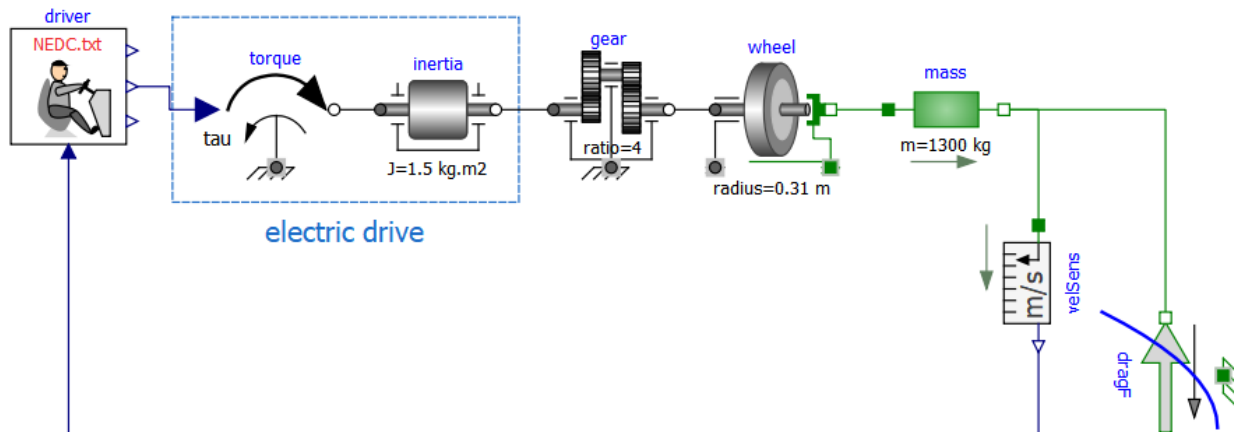 driver
NEDC.txt
torque
tau
inertia
J=1.5 kg.m2
electric drive
gear
ratio=4
wheel
radius=0.31 m
mass
m=1300 kg
velSens
m/s
dragF